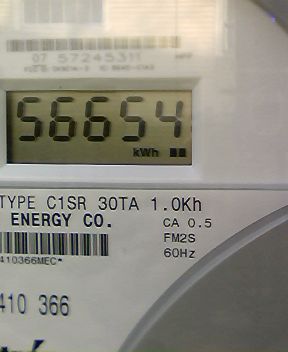 07 57245311
56654
kWh
TYPE C1SR 30TA 1.0Kh
ENERGY CO. CA 0.5
FM2S
60Hz
410366MEC*
410 366